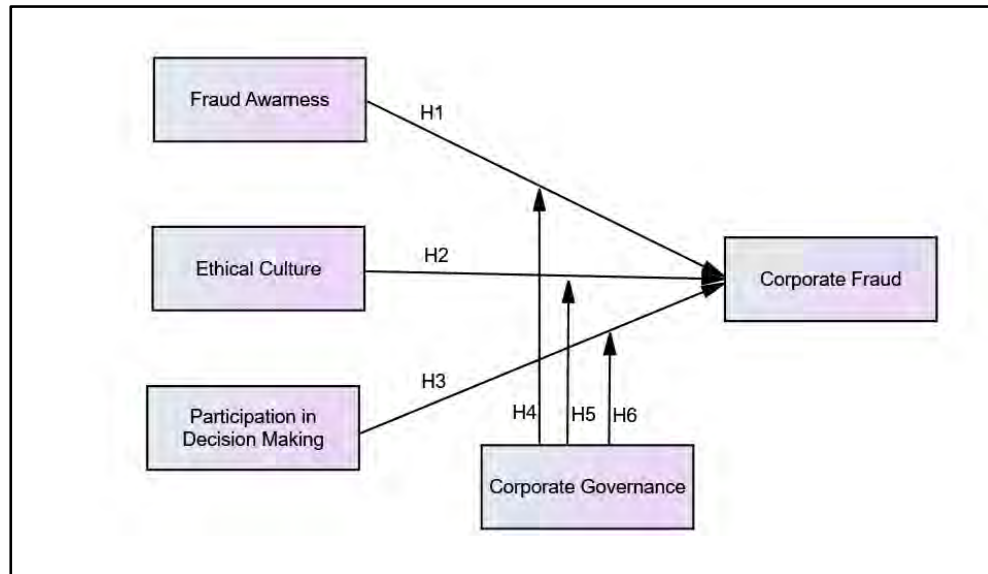 Fraud Awarness
H1
Ethical Culture
H2
Corporate Fraud
H3
Participation in
Decision Making
H4
H5
H6
Corporate Governance